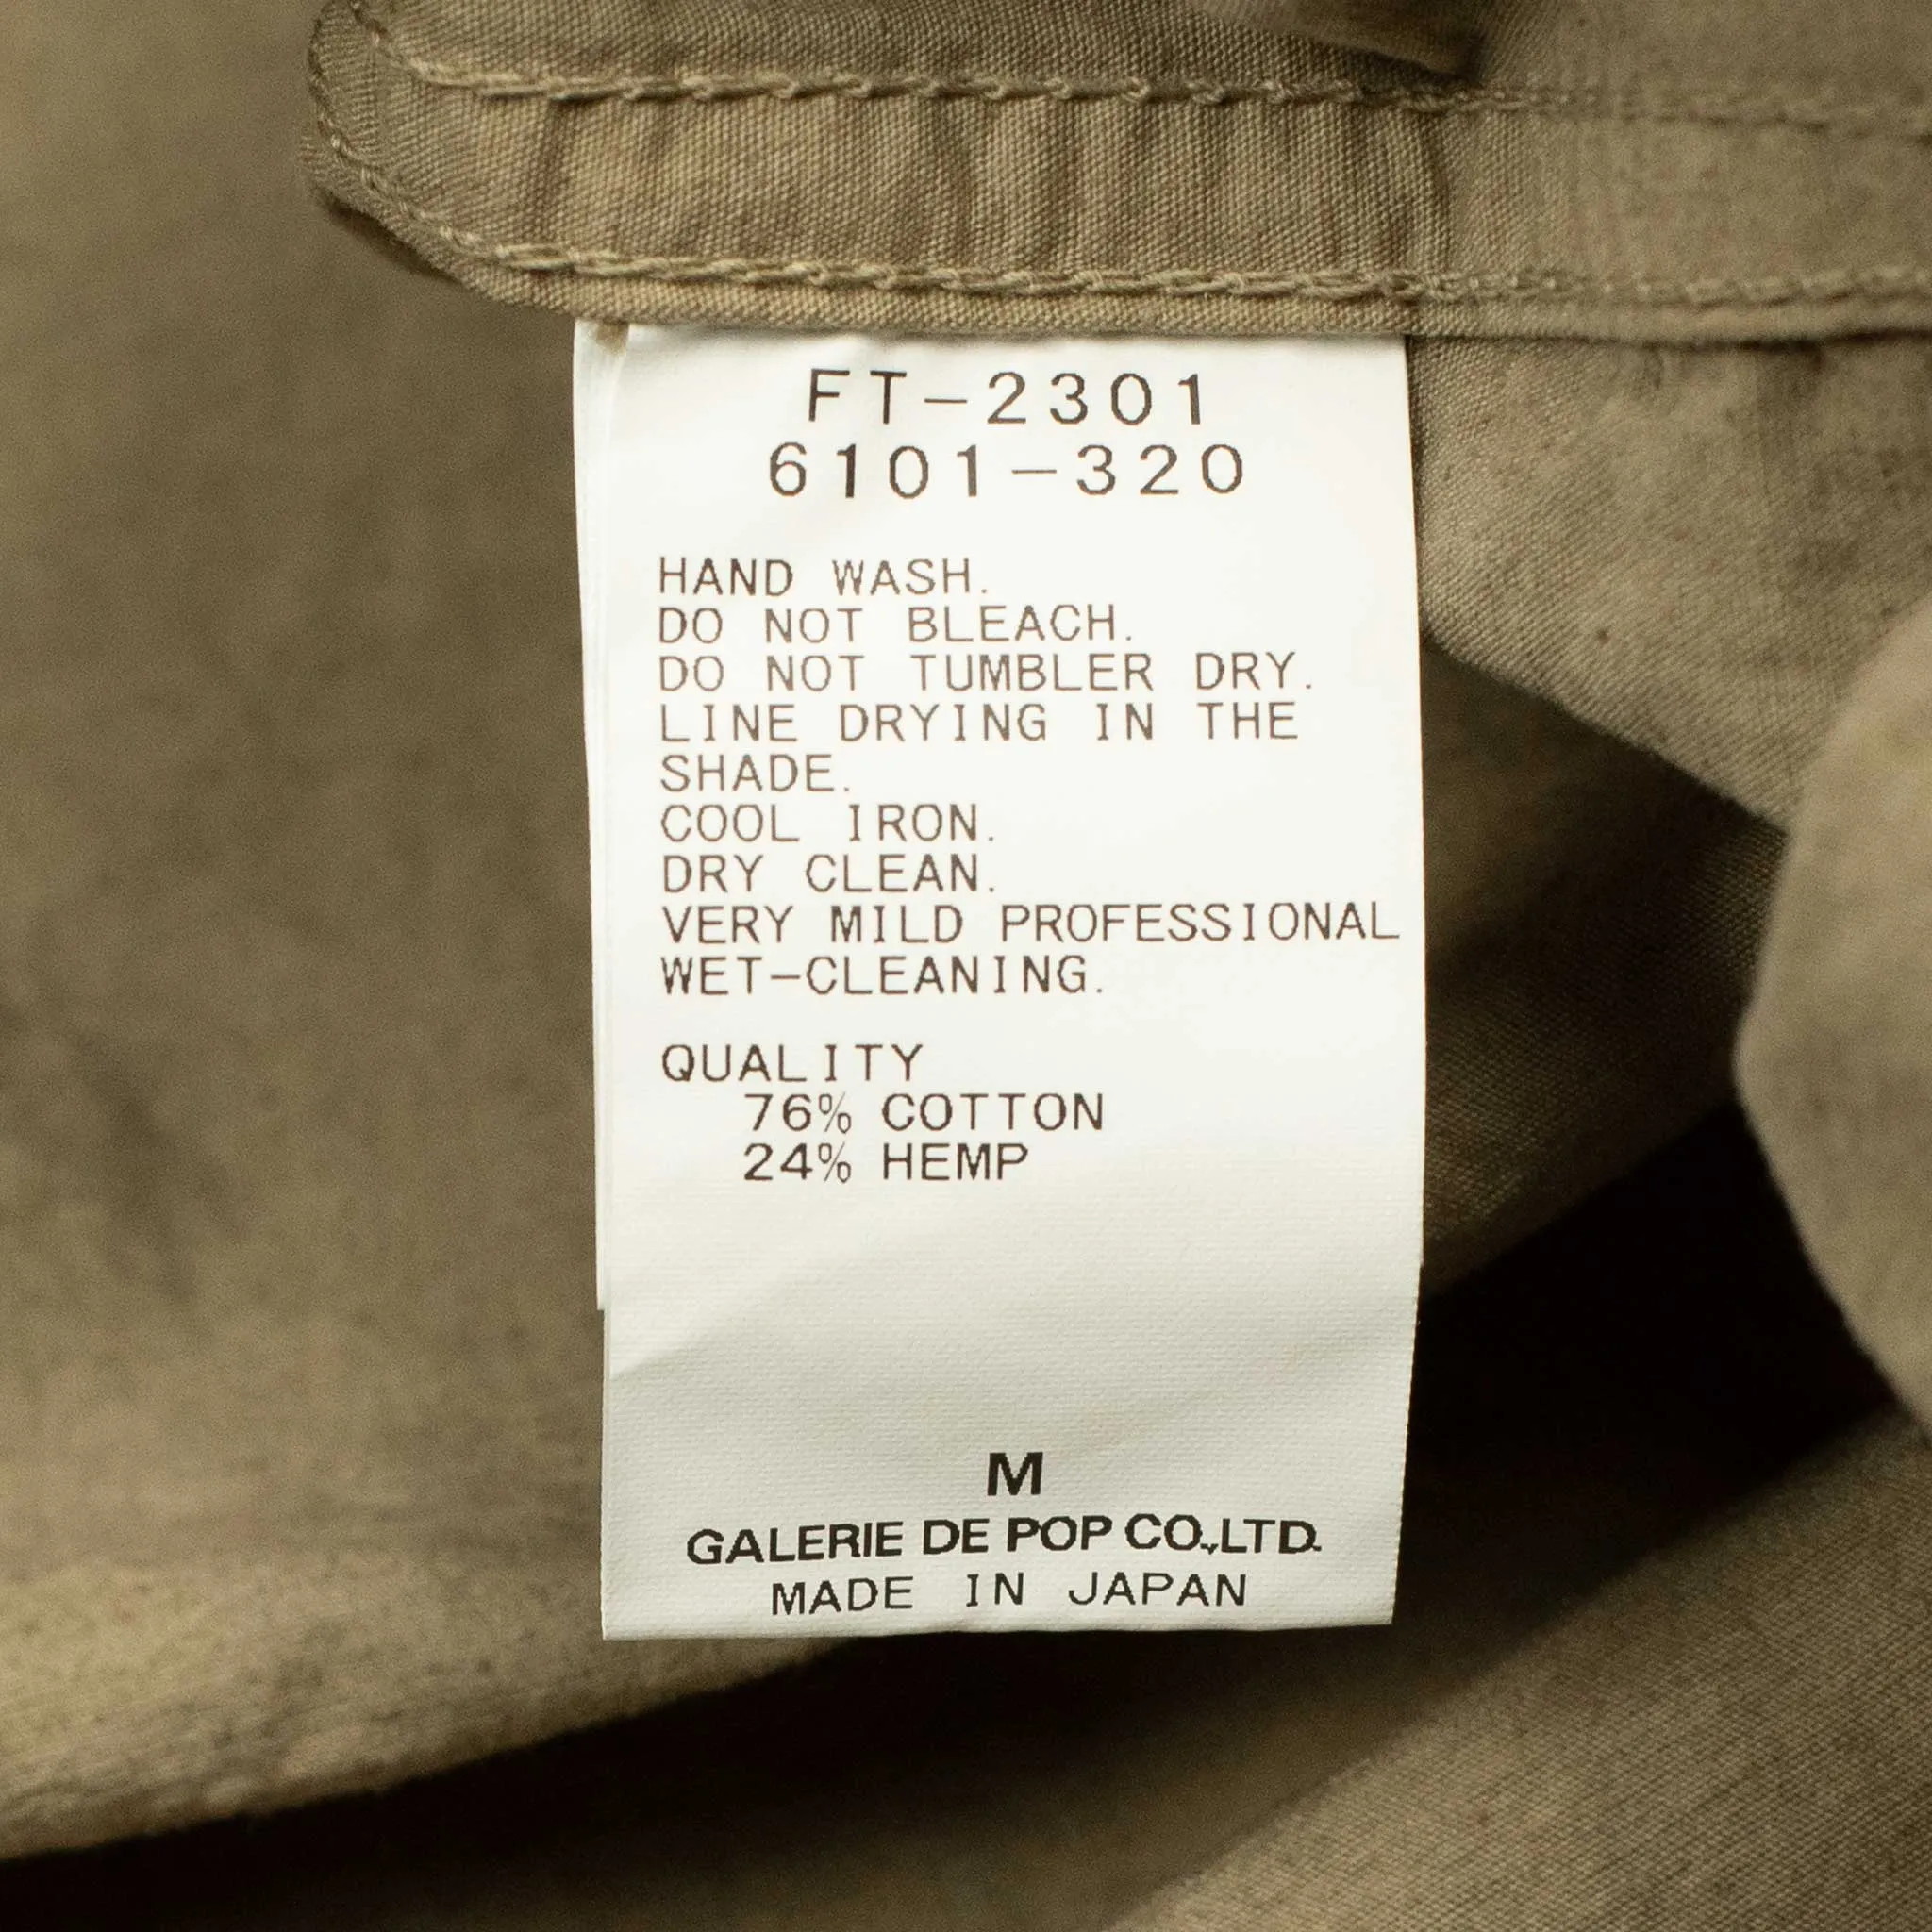 FT-2301
6101-320
HAND WASH.
DO NOT BLEACH.
DO NOT TUMBLER DRY.
LINE DRYING IN THE
SHADE.
COOL IRON.
DRY CLEAN.
VERY MILD PROFESSIONAL
WET-CLEANING.
QUALITY
76% COTTON
24% HEMP
M
GALERIE DE POP CO.,LTD.
MADE IN JAPAN